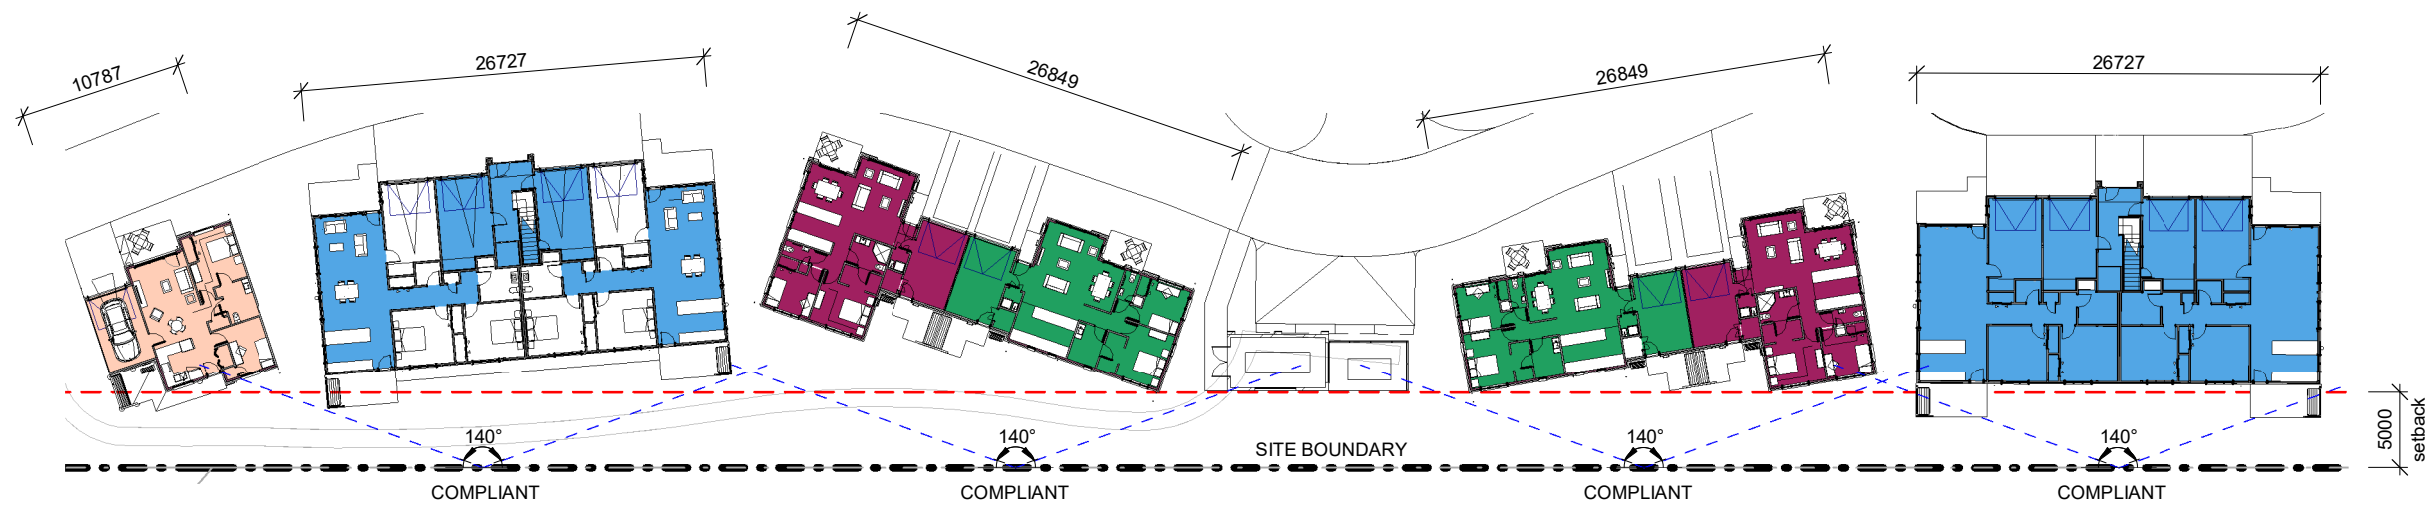 10787
26727
26849
26849
26727
140°
140°
SITE BOUNDARY
140°
140°
5000
setback
COMPLIANT
COMPLIANT
COMPLIANT
COMPLIANT